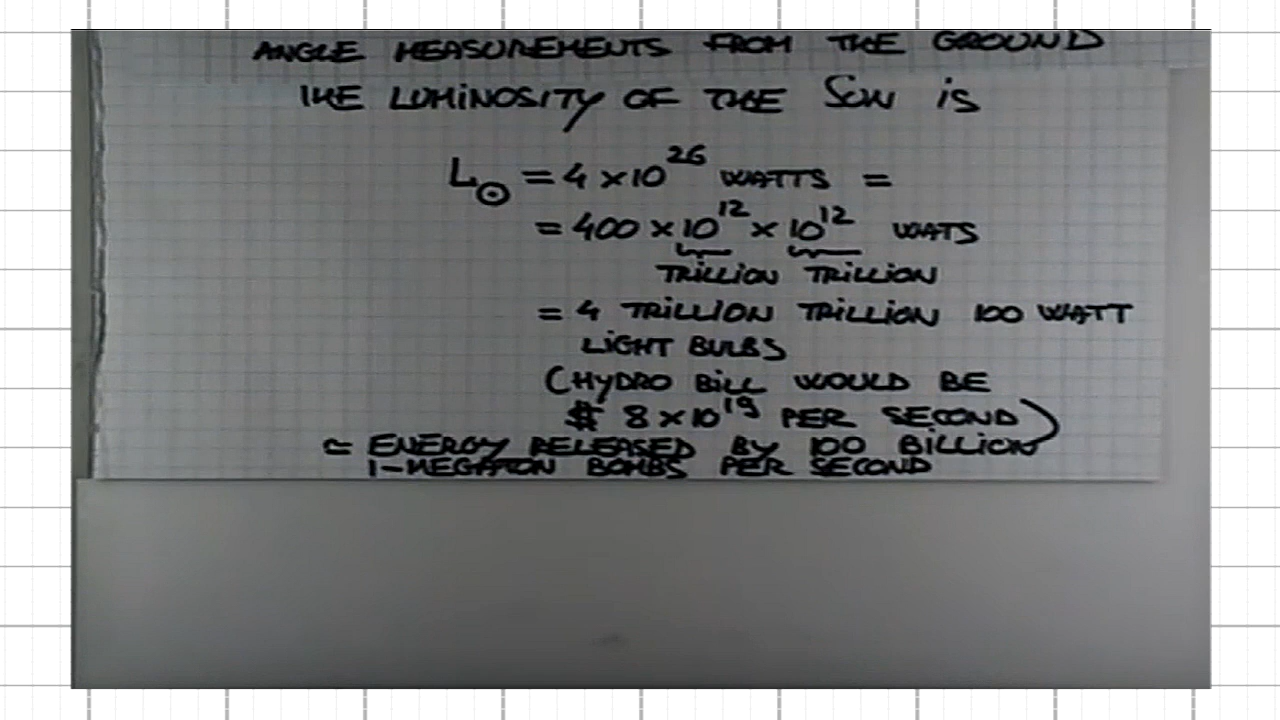 ANGLE MEASUREMENTS FROM THE GROUND
THE LUMINOSITY OF THE SUN IS
L☉ = 4 × 10^26 WATTS =
= 400 × 10^12 × 10^12 WATS
TRILLION TRILLION
= 4 TRILLION TRILLION 100 WATT
LIGHT BULBS
(HYDRO BILL WOULD BE
$ 8 × 10^19 PER SECOND)
≃ ENERGY RELEASED BY 100 BILLION
1-MEGATON BOMBS PER SECOND